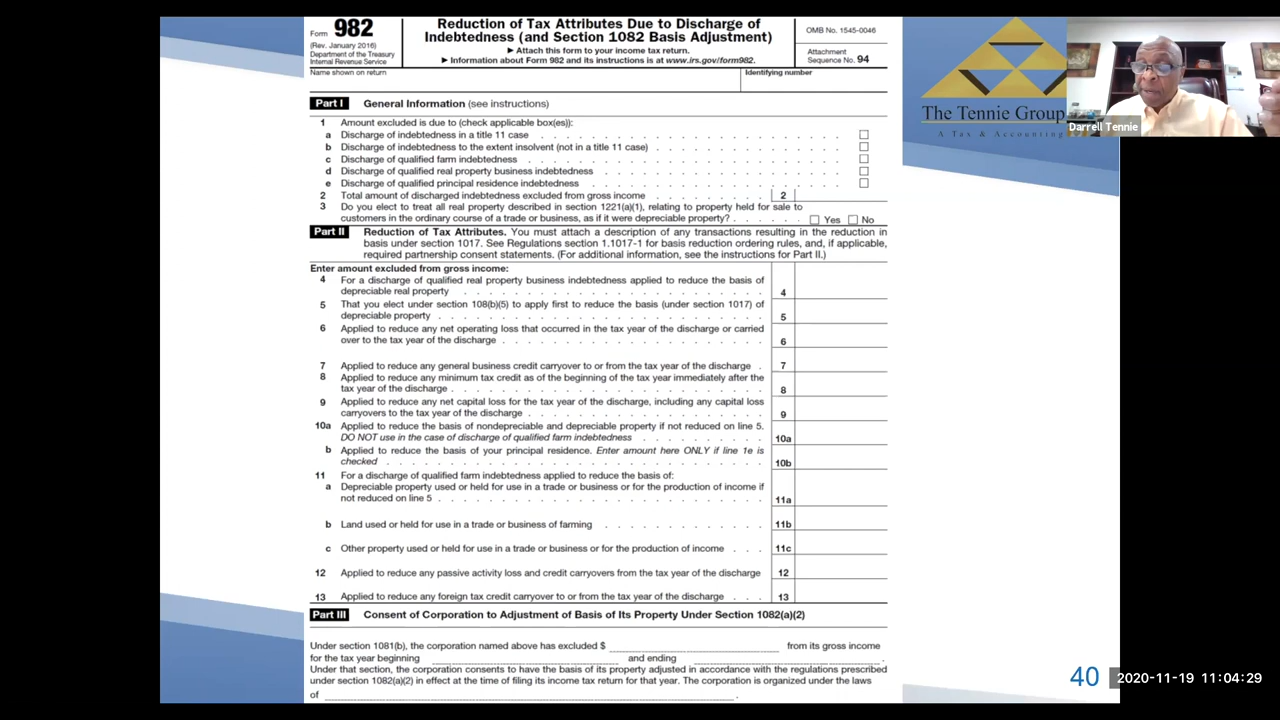 Form 982
(Rev. January 2016)
Department of the Treasury
Internal Revenue Service
Reduction of Tax Attributes Due to Discharge of
Indebtedness (and Section 1082 Basis Adjustment)
▶ Attach this form to your income tax return.
▶ Information about Form 982 and its instructions is at www.irs.gov/form982.
OMB No. 1545-0046
Attachment
Sequence No. 94
Name shown on return
Identifying number
Part I General Information (see instructions)
1 Amount excluded is due to (check applicable box(es)):
a Discharge of indebtedness in a title 11 case
b Discharge of indebtedness to the extent insolvent (not in a title 11 case)
c Discharge of qualified farm indebtedness
d Discharge of qualified real property business indebtedness
e Discharge of qualified principal residence indebtedness
2 Total amount of discharged indebtedness excluded from gross income 2
3 Do you elect to treat all real property described in section 1221(a)(1), relating to property held for sale to
customers in the ordinary course of a trade or business, as if it were depreciable property? Yes No
Part II Reduction of Tax Attributes. You must attach a description of any transactions resulting in the reduction in
basis under section 1017. See Regulations section 1.1017-1 for basis reduction ordering rules, and, if applicable,
required partnership consent statements. (For additional information, see the instructions for Part II.)
Enter amount excluded from gross income:
4 For a discharge of qualified real property business indebtedness applied to reduce the basis of
depreciable real property 4
5 That you elect under section 108(b)(5) to apply first to reduce the basis (under section 1017) of
depreciable property 5
6 Applied to reduce any net operating loss that occurred in the tax year of the discharge or carried
over to the tax year of the discharge 6
7 Applied to reduce any general business credit carryover to or from the tax year of the discharge 7
8 Applied to reduce any minimum tax credit as of the beginning of the tax year immediately after the
tax year of the discharge 8
9 Applied to reduce any net capital loss for the tax year of the discharge, including any capital loss
carryovers to the tax year of the discharge 9
10a Applied to reduce the basis of nondepreciable and depreciable property if not reduced on line 5.
DO NOT use in the case of discharge of qualified farm indebtedness 10a
b Applied to reduce the basis of your principal residence. Enter amount here ONLY if line 1e is
checked 10b
11 For a discharge of qualified farm indebtedness applied to reduce the basis of:
a Depreciable property used or held for use in a trade or business or for the production of income if
not reduced on line 5 11a
b Land used or held for use in a trade or business of farming 11b
c Other property used or held for use in a trade or business or for the production of income 11c
12 Applied to reduce any passive activity loss and credit carryovers from the tax year of the discharge 12
13 Applied to reduce any foreign tax credit carryover to or from the tax year of the discharge 13
Part III Consent of Corporation to Adjustment of Basis of Its Property Under Section 1082(a)(2)
Under section 1081(b), the corporation named above has excluded $ from its gross income
for the tax year beginning and ending .
Under that section, the corporation consents to have the basis of its property adjusted in accordance with the regulations prescribed
under section 1082(a)(2) in effect at the time of filing its income tax return for that year. The corporation is organized under the laws
of .
The Tennie Group
A Tax & Accounting
Darrell Tennie
40
2020-11-19 11:04:29